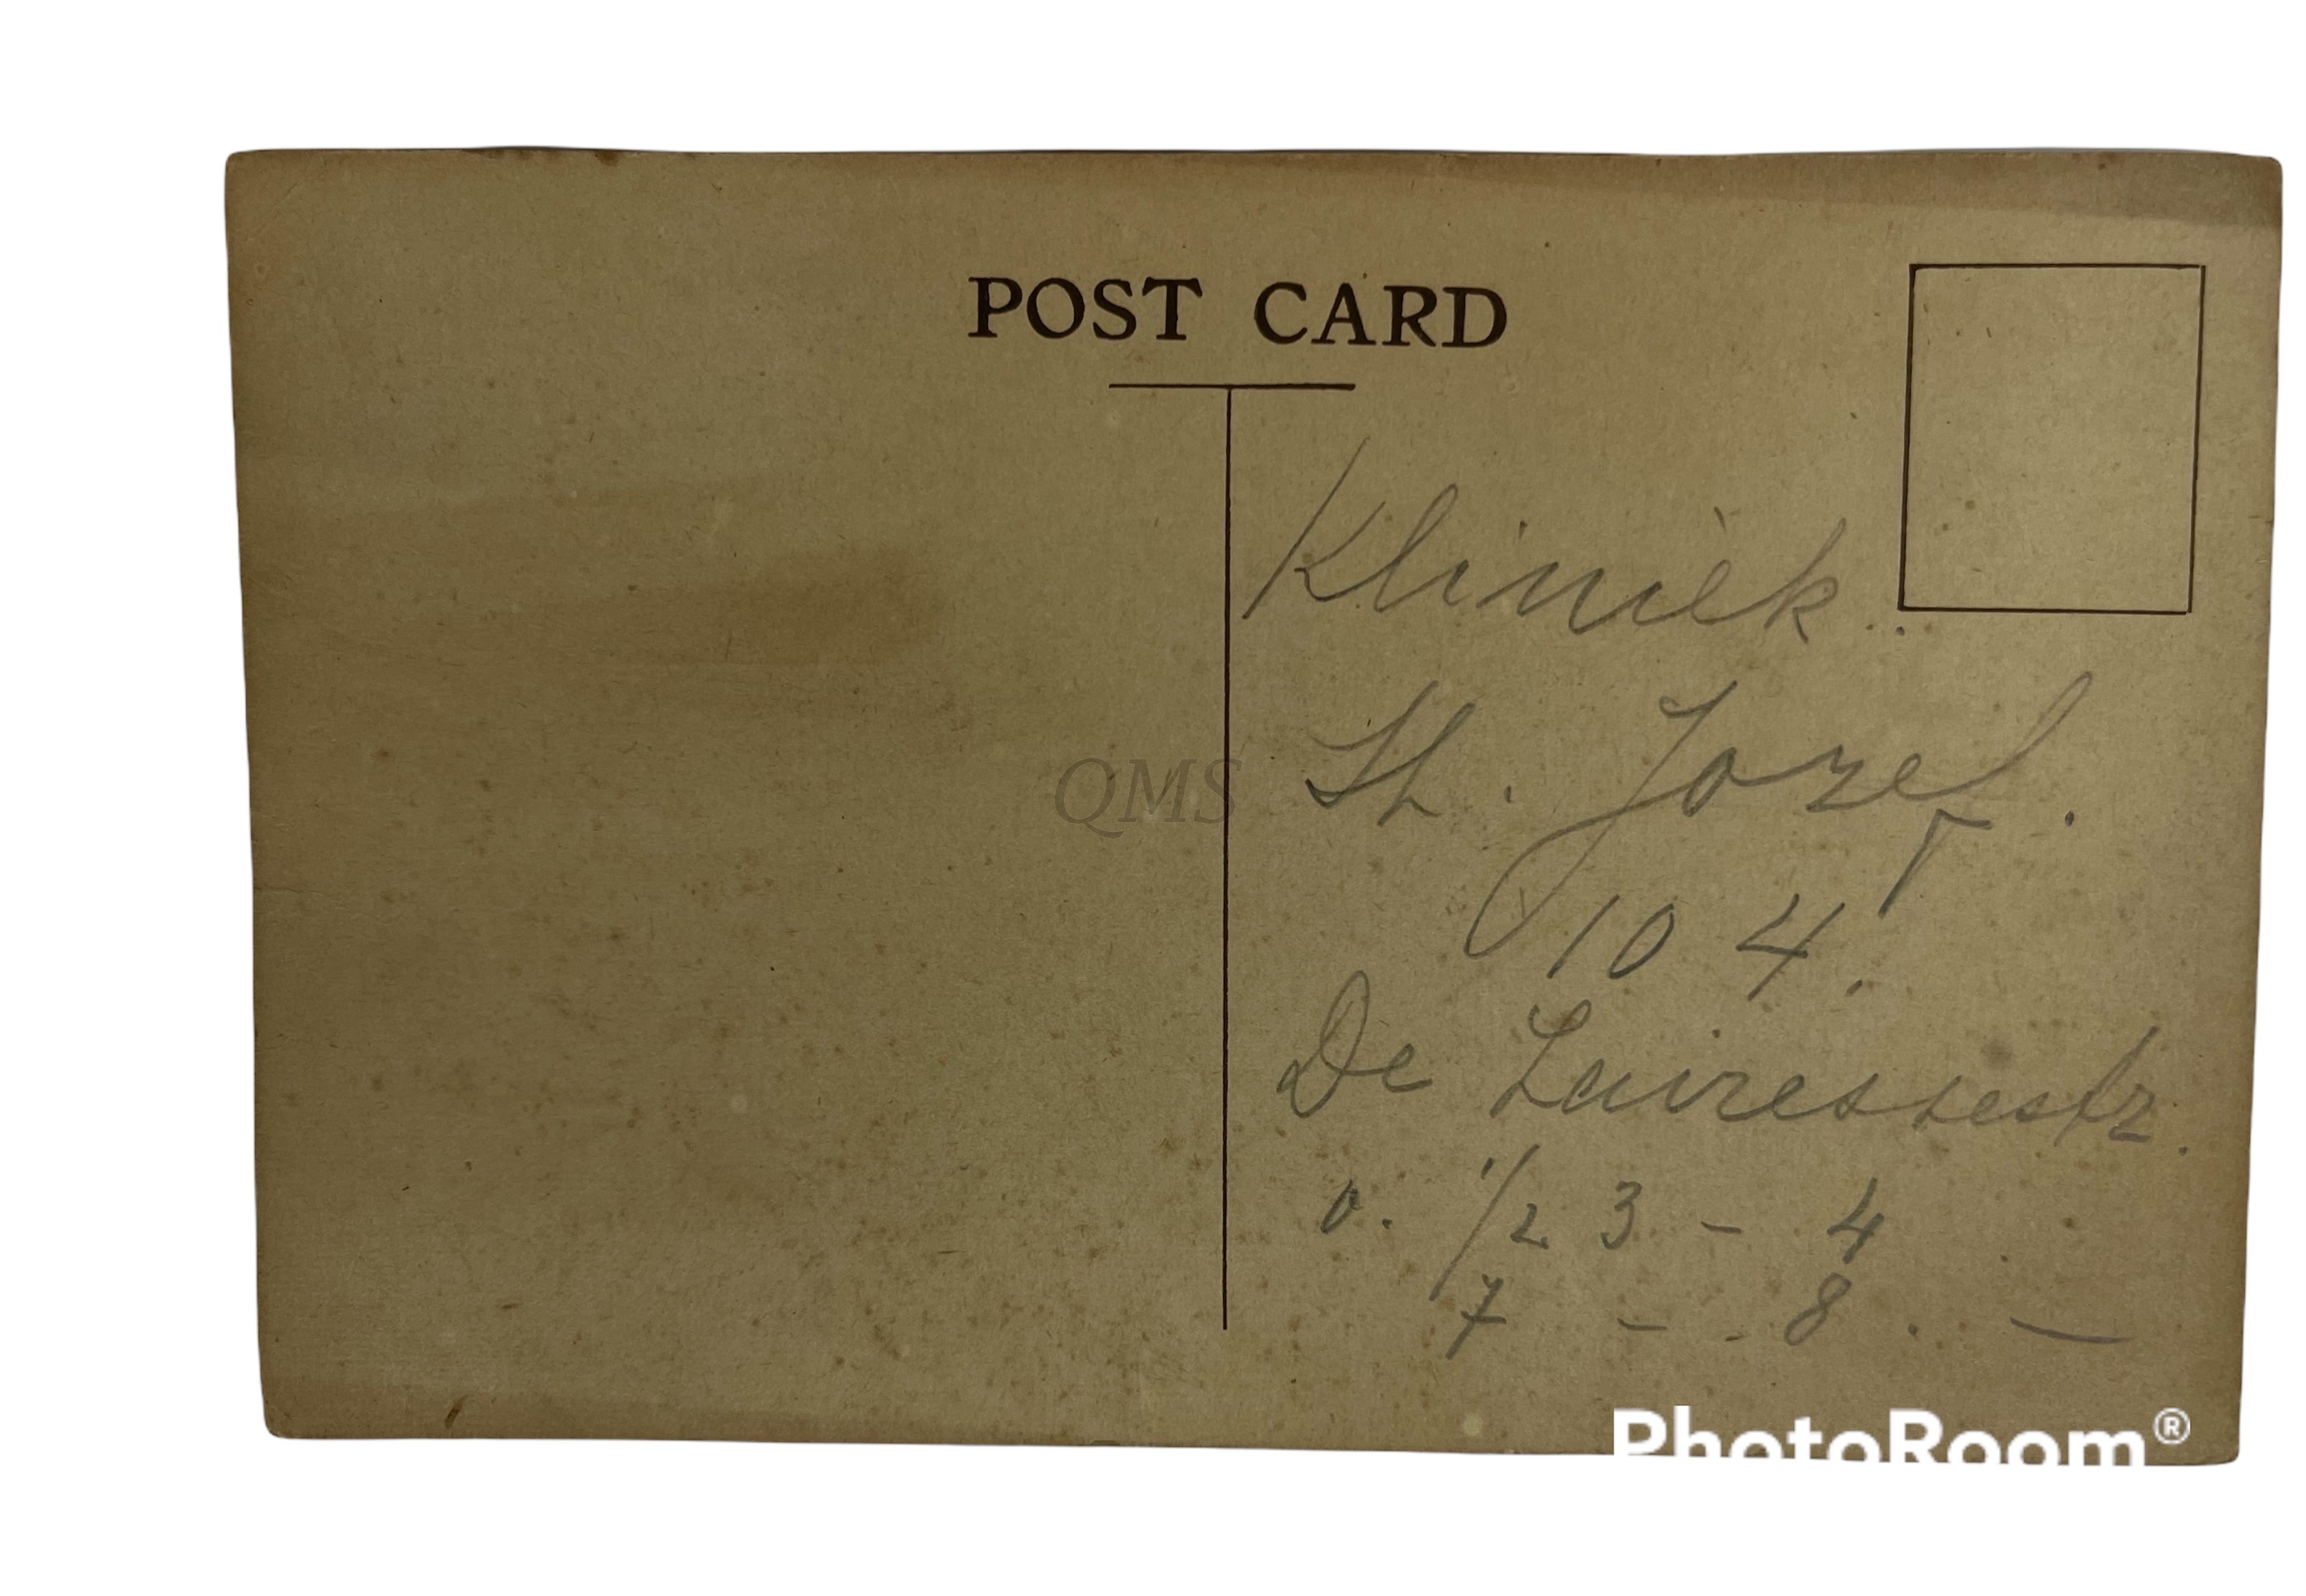 POST CARD
Kliniek.
St. Jozef.
104.
De Lairessestr.
o. 1/2 3 - 4
7 - 8. —
QMS
PhotoRoom®